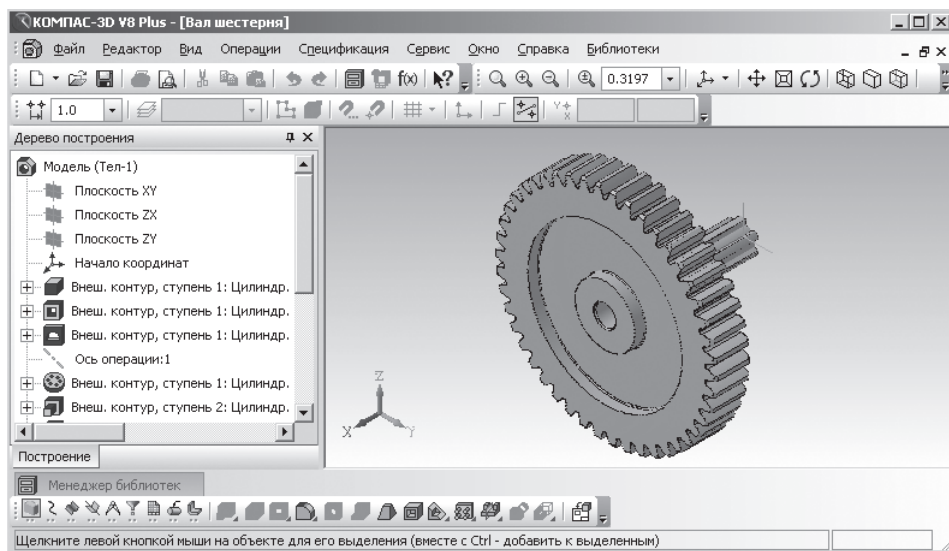 КОМПАС-3D V8 Plus - [Вал шестерня]
Файл Редактор Вид Операции Спецификация Сервис Окно Справка Библиотеки
f(x) 0.3197
1.0
Дерево построения
Модель (Тел-1)
Плоскость XY
Плоскость ZX
Плоскость ZY
Начало координат
Внеш. контур, ступень 1: Цилиндр.
Внеш. контур, ступень 1: Цилиндр.
Внеш. контур, ступень 1: Цилиндр.
Ось операции:1
Внеш. контур, ступень 1: Цилиндр.
Внеш. контур, ступень 2: Цилиндр.
Z
X Y
Построение
Менеджер библиотек
Щелкните левой кнопкой мыши на объекте для его выделения (вместе с Ctrl - добавить к выделенным)